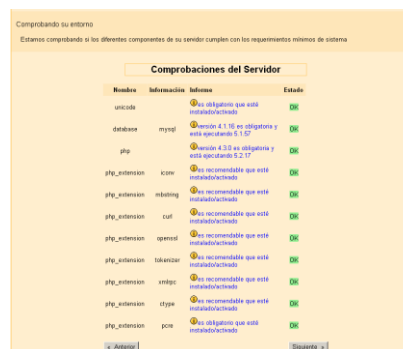 Comprobando su entorno
Estamos comprobando si los diferentes componentes de su servidor cumplen con los requerimientos mínimos de sistema
Comprobaciones del Servidor
Nombre Información Informe Estado
unicode es obligatorio que esté instalado/activado OK
database mysql versión 4.1.16 es obligatoria y está ejecutando 5.1.57 OK
php versión 4.3.0 es obligatoria y está ejecutando 5.2.17 OK
php_extension iconv es recomendable que esté instalado/activado OK
php_extension mbstring es recomendable que esté instalado/activado OK
php_extension curl es recomendable que esté instalado/activado OK
php_extension openssl es recomendable que esté instalado/activado OK
php_extension tokenizer es recomendable que esté instalado/activado OK
php_extension xmlrpc es recomendable que esté instalado/activado OK
php_extension ctype es recomendable que esté instalado/activado OK
php_extension pcre es obligatorio que esté instalado/activado OK
« Anterior Siguiente »